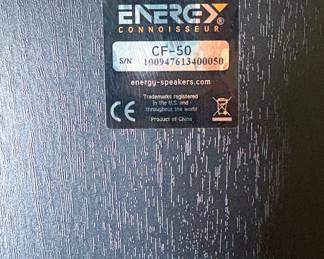 ENERGY®
CONNOISSEUR
CF-50
S/N 100947613400050
energy-speakers.com
Trademarks registered
in the U.S. and
throughout the world
CE
Product of China